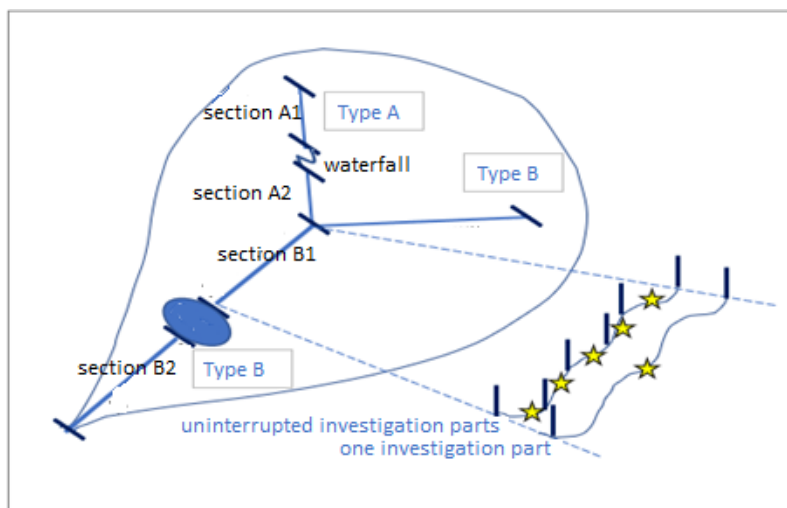 section A1
Type A
waterfall
Type B
section A2
section B1
section B2
Type B
uninterrupted investigation parts
one investigation part